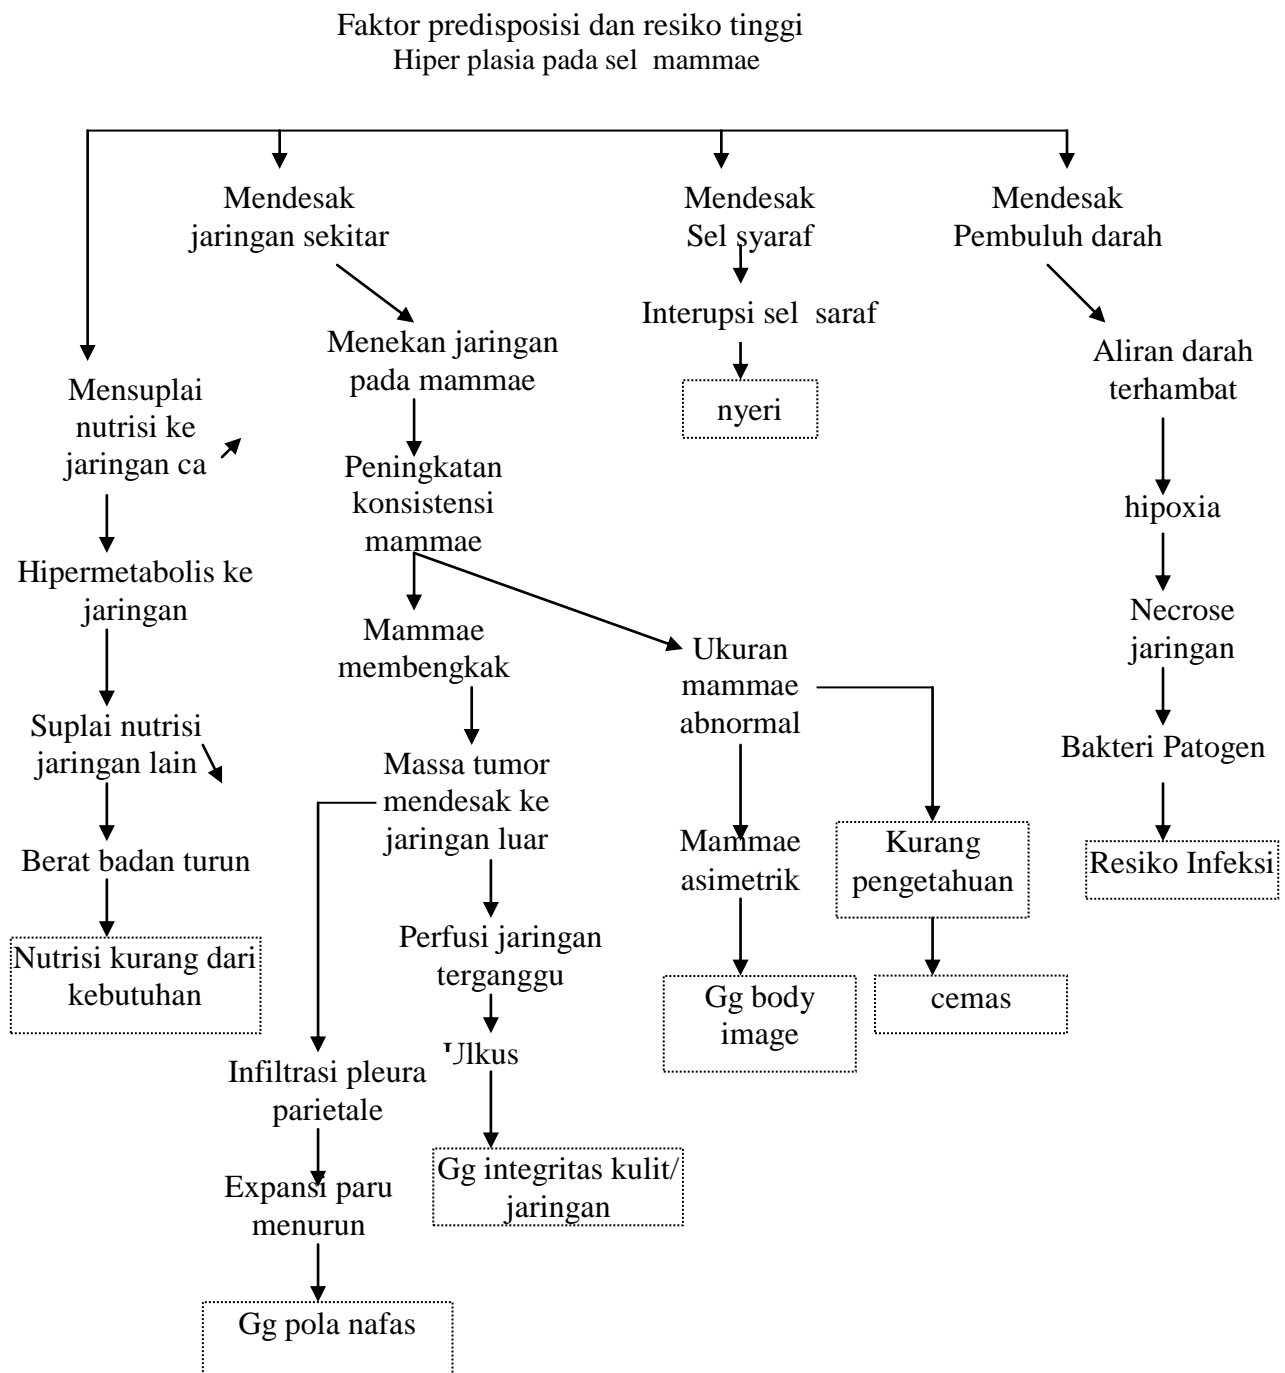 Faktor predisposisi dan resiko tinggi
Hiper plasia pada sel mammae
Mendesak
jaringan sekitar
Mendesak
Sel syaraf
Mendesak
Pembuluh darah
Mensuplai
nutrisi ke
jaringan ca
Menekan jaringan
pada mammae
Interupsi sel saraf
Aliran darah
terhambat
nyeri
Peningkatan
konsistensi
mammae
hipoxia
Hipermetabolis ke
jaringan
Mammae
membengkak
Ukuran
mammae
abnormal
Necrose
jaringan
Suplai nutrisi
jaringan lain
Massa tumor
mendesak ke
jaringan luar
Bakteri Patogen
Berat badan turun
Mammae
asimetrik
Kurang
pengetahuan
Resiko Infeksi
Nutrisi kurang dari
kebutuhan
Perfusi jaringan
terganggu
Gg body
image
cemas
Infiltrasi pleura
parietale
Ulkus
Expansi paru
menurun
Gg integritas kulit/
jaringan
Gg pola nafas